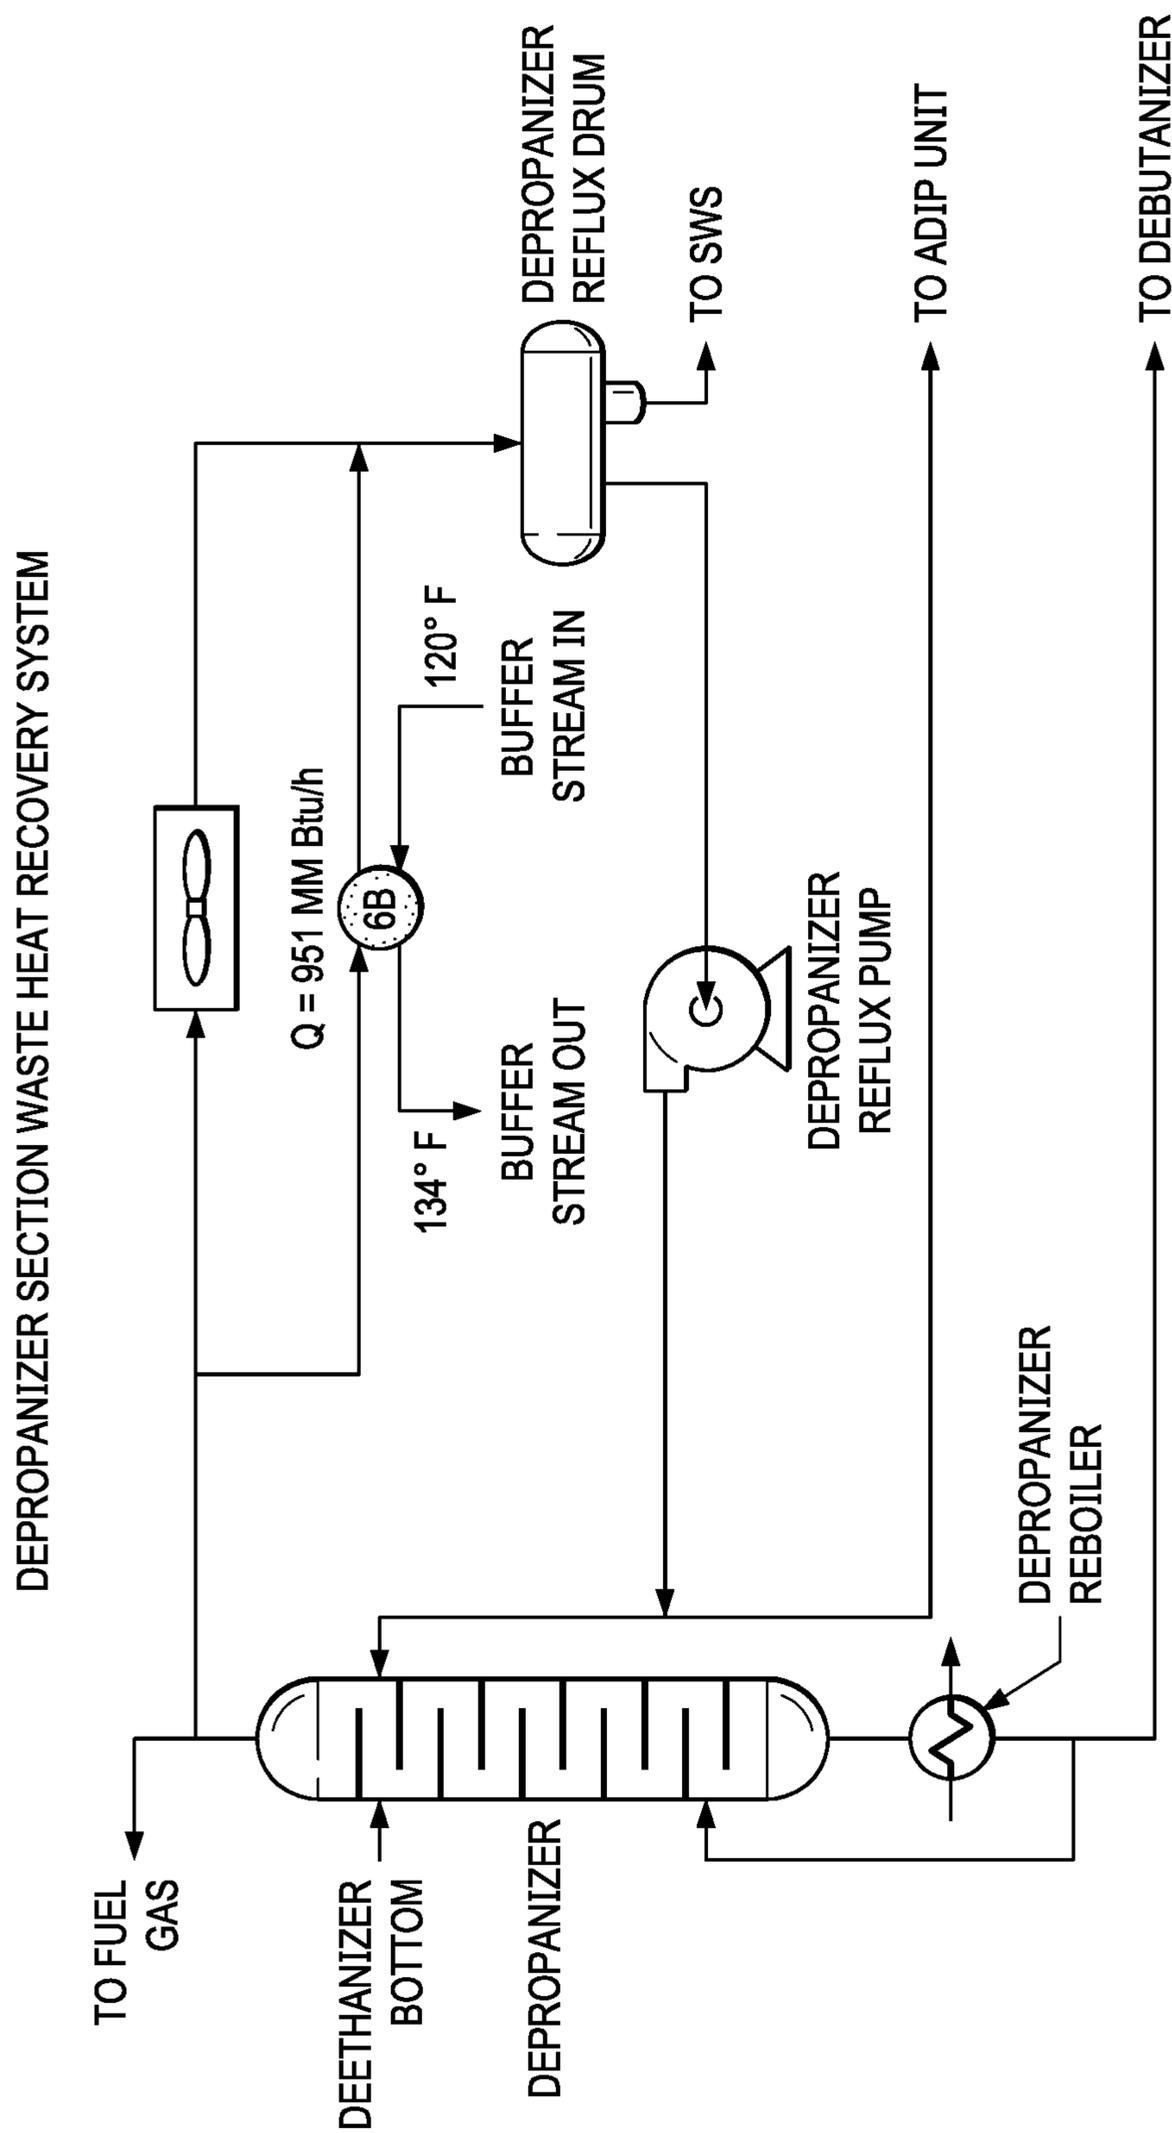 DEPROPANIZER SECTION WASTE HEAT RECOVERY SYSTEM
TO FUEL
GAS
Q = 951 MM Btu/h
6B
134° F
120° F
BUFFER
STREAM OUT
BUFFER
STREAM IN
DEPROPANIZER
REFLUX DRUM
DEETHANIZER
BOTTOM
DEPROPANIZER
TO SWS
DEPROPANIZER
REFLUX PUMP
TO ADIP UNIT
DEPROPANIZER
REBOILER
TO DEBUTANIZER